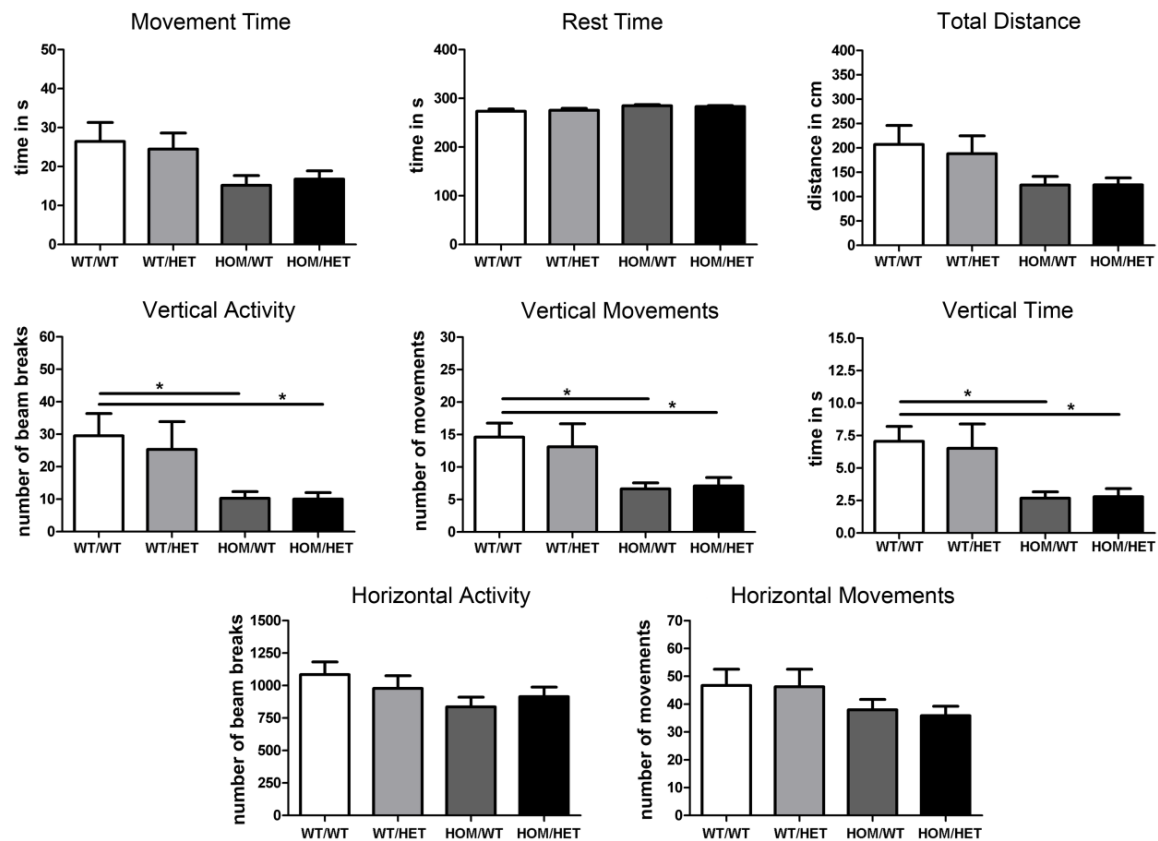 Movement Time
time in s
50
40
30
20
10
0
WT/WT WT/HET HOM/WT HOM/HET
Rest Time
time in s
400
300
200
100
0
WT/WT WT/HET HOM/WT HOM/HET
Total Distance
distance in cm
400
350
300
250
200
150
100
50
0
WT/WT WT/HET HOM/WT HOM/HET
Vertical Activity
number of beam breaks
60
50
40
30
20
10
0
*
*
WT/WT WT/HET HOM/WT HOM/HET
Vertical Movements
number of movements
30
25
20
15
10
5
0
*
*
WT/WT WT/HET HOM/WT HOM/HET
Vertical Time
time in s
15.0
12.5
10.0
7.5
5.0
2.5
0.0
*
*
WT/WT WT/HET HOM/WT HOM/HET
Horizontal Activity
number of beam breaks
1500
1250
1000
750
500
250
0
WT/WT WT/HET HOM/WT HOM/HET
Horizontal Movements
number of movements
70
60
50
40
30
20
10
0
WT/WT WT/HET HOM/WT HOM/HET